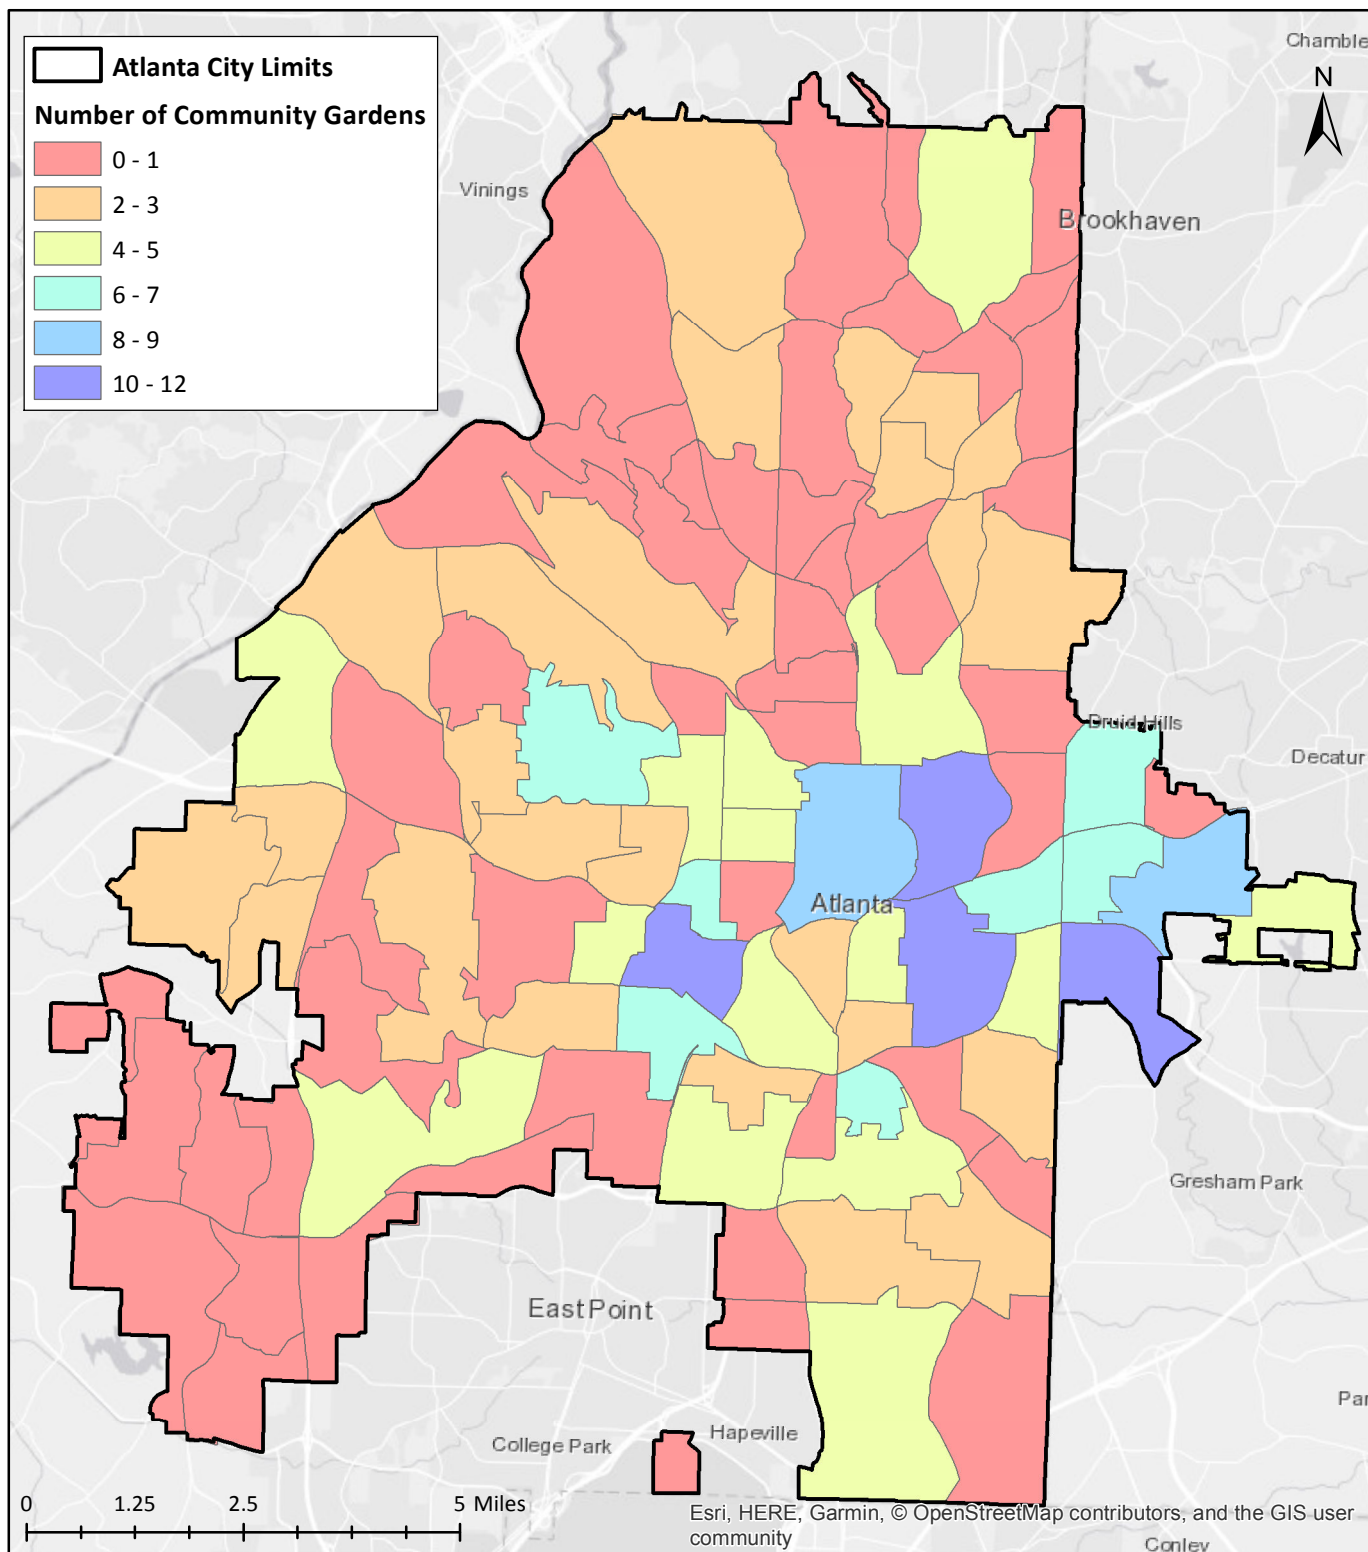 Atlanta City Limits
Number of Community Gardens
0 - 1
2 - 3
4 - 5
6 - 7
8 - 9
10 - 12
Chamble
N
Vinings
Brookhaven
Druid Hills
Decatur
Atlanta
Gresham Park
East Point
Par
Hapeville
College Park
0 1.25 2.5 5 Miles
Esri, HERE, Garmin, © OpenStreetMap contributors, and the GIS user
community
Conley